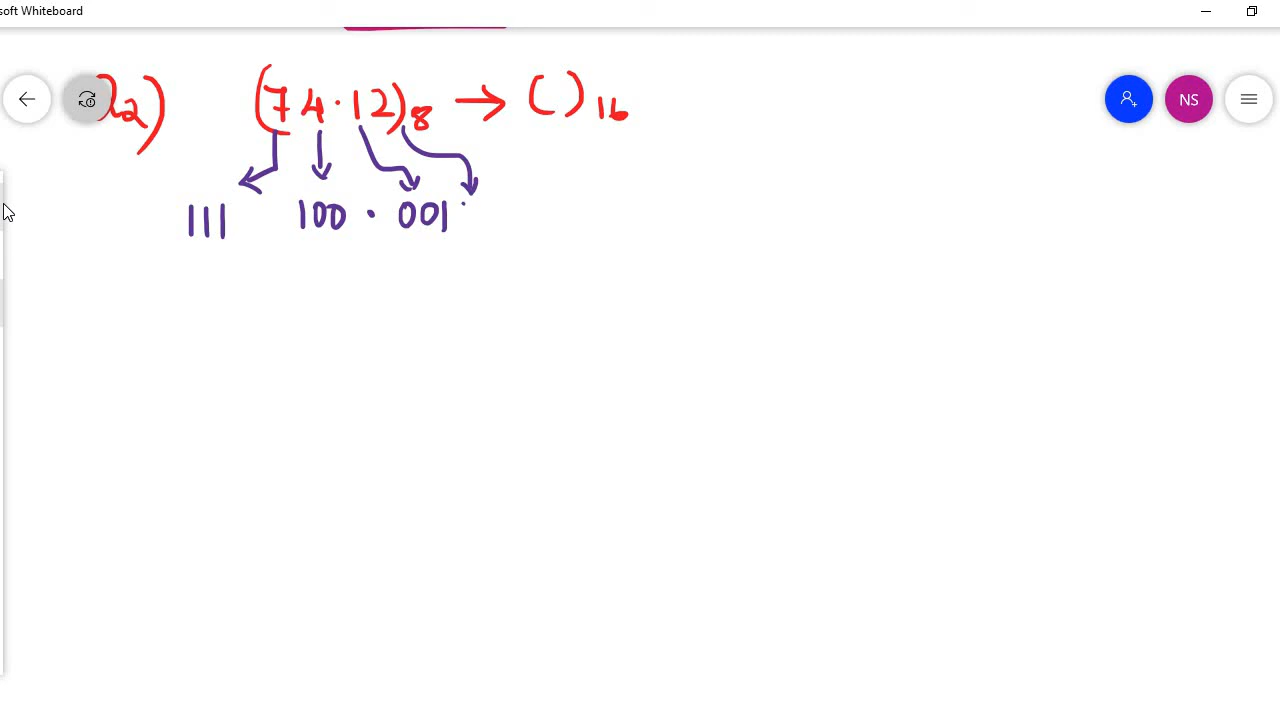 soft Whiteboard
2) (74.12)8 → ( )16
NS
111 100 . 001